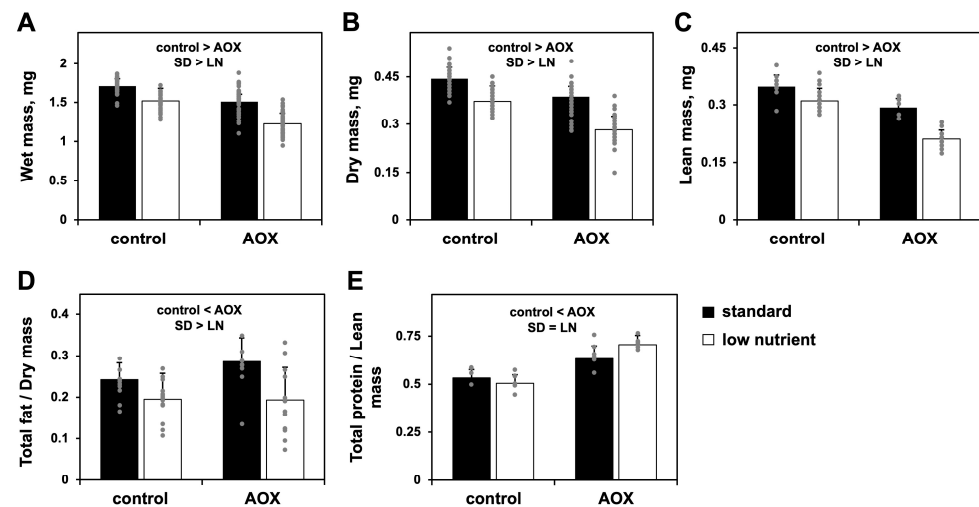 A
control > AOX
SD > LN
Wet mass, mg
2
1.5
1
0.5
0
control
AOX
B
control > AOX
SD > LN
Dry mass, mg
0.45
0.3
0.15
0
control
AOX
C
control > AOX
SD > LN
Lean mass, mg
0.45
0.3
0.15
0
control
AOX
D
control < AOX
SD > LN
Total fat / Dry mass
0.4
0.3
0.2
0.1
0
control
AOX
E
control < AOX
SD = LN
Total protein / Lean
mass
0.75
0.5
0.25
0
control
AOX
standard
low nutrient